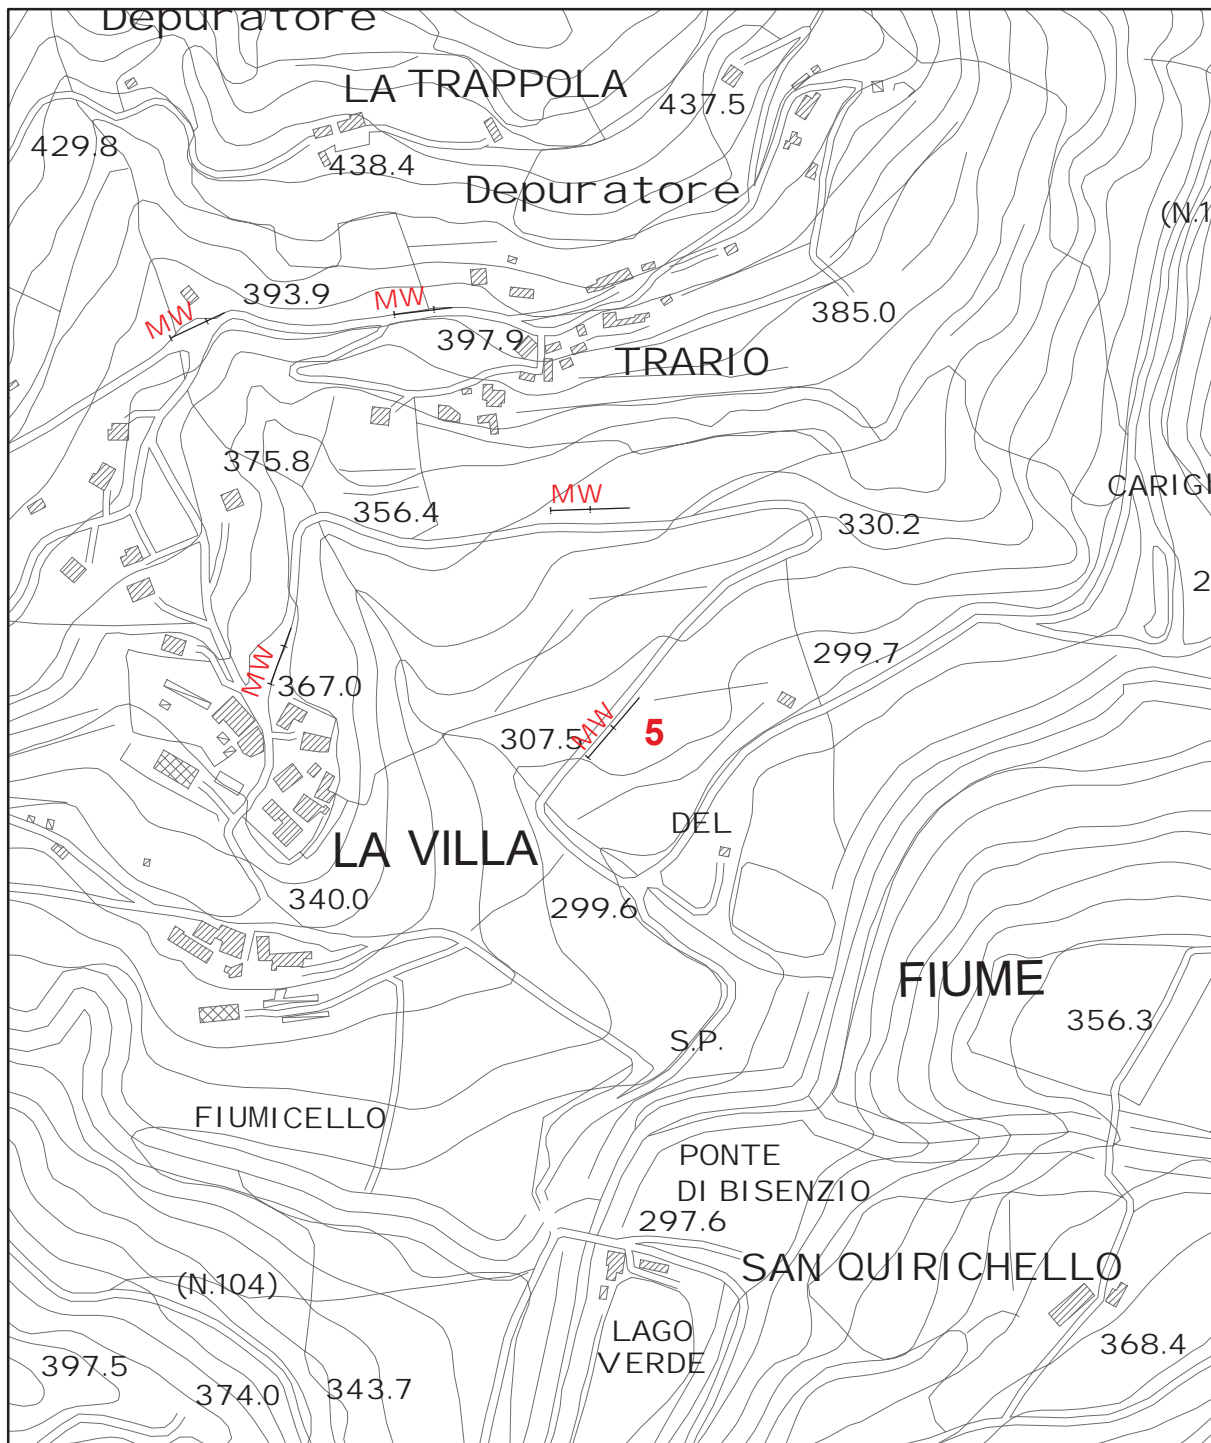 Depuratore
LA TRAPPOLA
437.5
429.8
438.4
Depuratore
(N.1
393.9
MW
MW
385.0
397.9
TRARIO
375.8
CARIGI
MW
356.4
330.2
2
299.7
MW
367.0
MW
5
307.5
DEL
LA VILLA
340.0
299.6
FIUME
356.3
S.P.
FIUMICELLO
PONTE
DI BISENZIO
297.6
SAN QUIRICHELLO
(N.104)
LAGO
VERDE
368.4
397.5
374.0
343.7